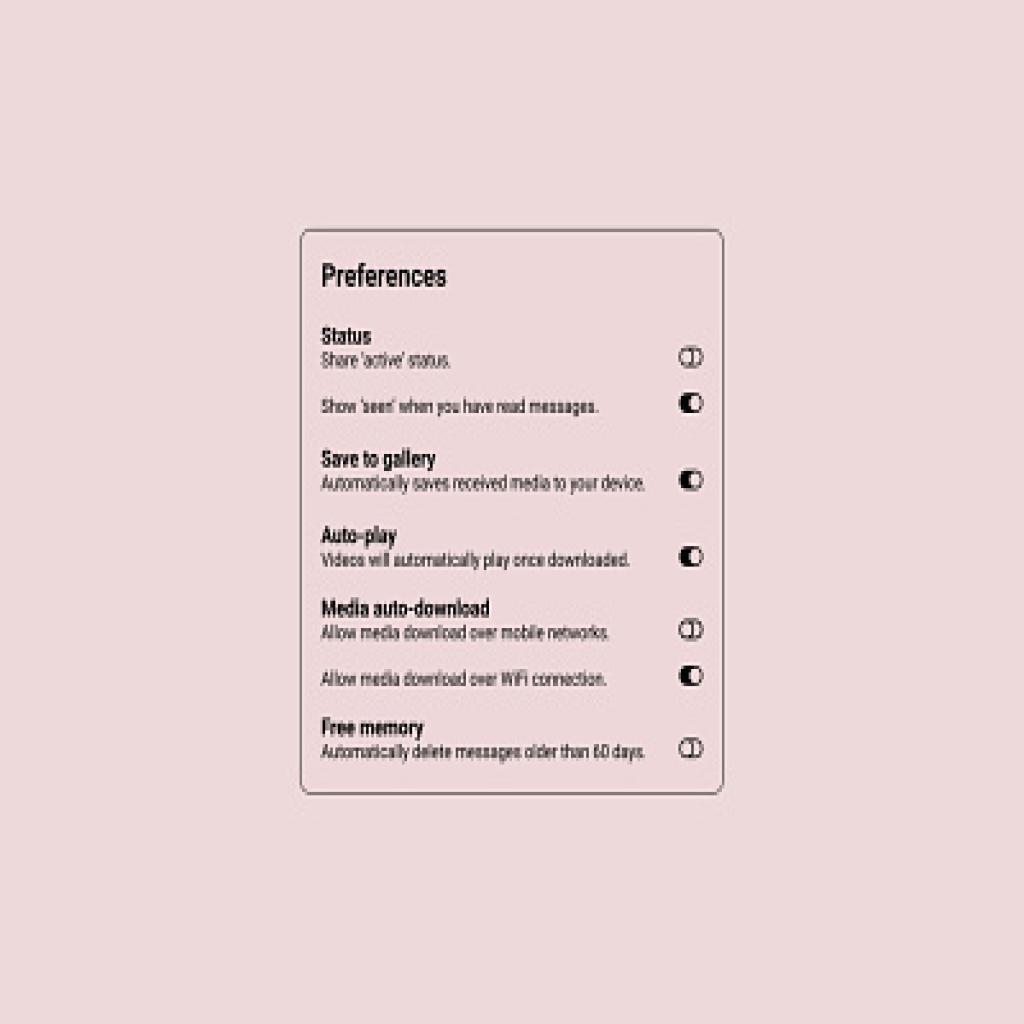 Preferences
Status
Share 'active' status.
Show 'seen' when you have read messages.
Save to gallery
Automatically saves received media to your device.
Auto-play
Videos will automatically play once downloaded.
Media auto-download
Allow media download over mobile networks.
Allow media download over WiFi connection.
Free memory
Automatically delete messages older than 60 days.